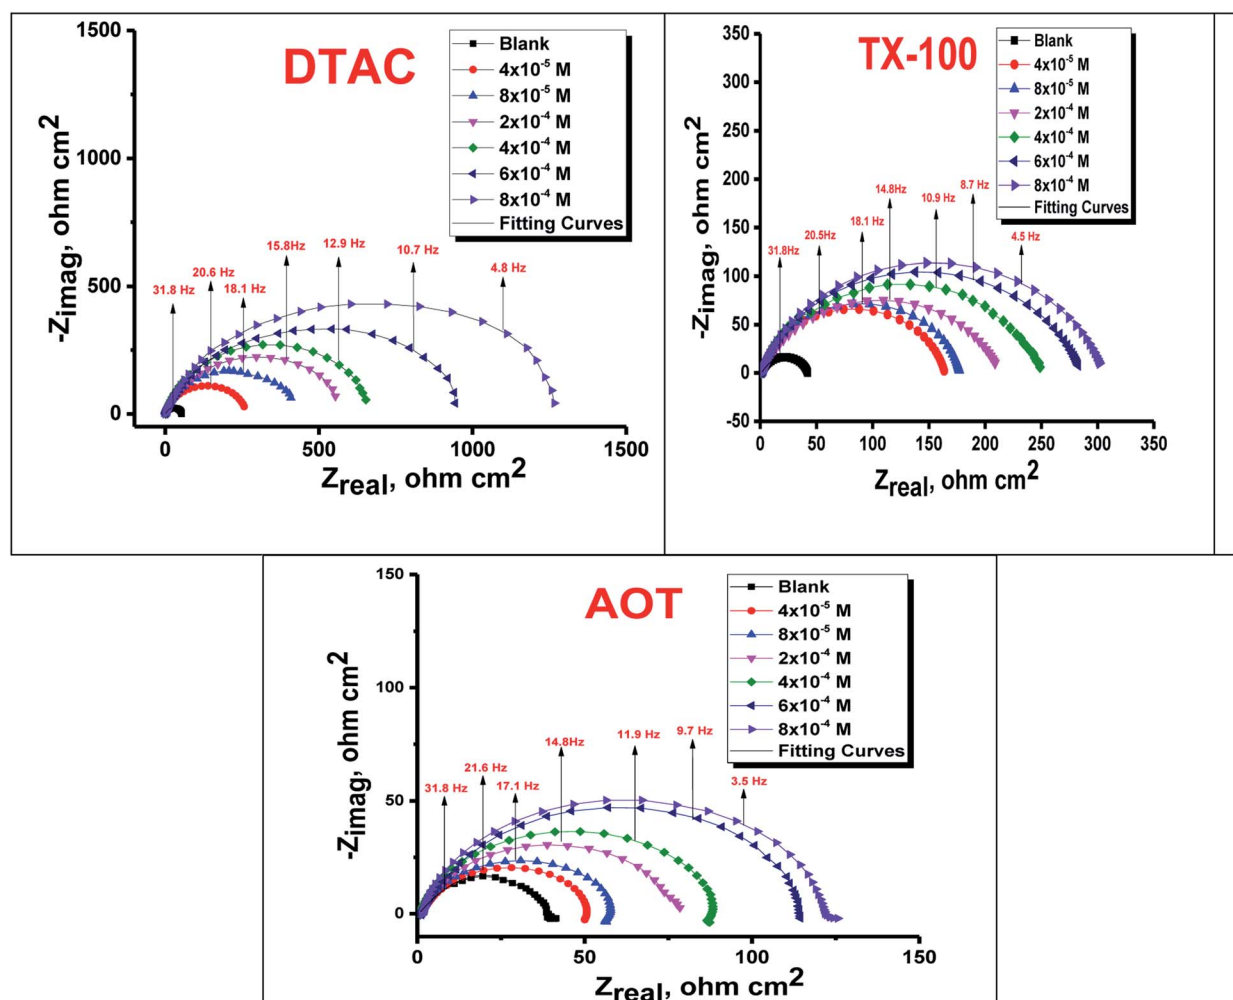 DTAC
1500
1000
500
0
-Zimag, ohm cm2
Blank
4x10-5 M
8x10-5 M
2x10-4 M
4x10-4 M
6x10-4 M
8x10-4 M
Fitting Curves
31.8 Hz
20.6 Hz
18.1 Hz
15.8Hz
12.9 Hz
10.7 Hz
4.8 Hz
0 500 1000 1500
Zreal, ohm cm2
TX-100
350
300
250
200
150
100
50
0
-50
-Zimag, ohm cm2
Blank
4x10-5 M
8x10-5 M
2x10-4 M
4x10-4 M
6x10-4 M
8x10-4 M
Fitting Curves
31.8Hz
20.5Hz
18.1 Hz
14.8Hz
10.9 Hz
8.7 Hz
4.5 Hz
0 50 100 150 200 250 300 350
Zreal, ohm cm2
AOT
150
100
50
0
-Zimag, ohm cm2
Blank
4x10-5 M
8x10-5 M
2x10-4 M
4x10-4 M
6x10-4 M
8x10-4 M
Fitting Curves
31.8 Hz
21.6 Hz
17.1 Hz
14.8Hz
11.9 Hz
9.7 Hz
3.5 Hz
0 50 100 150
Zreal, ohm cm2